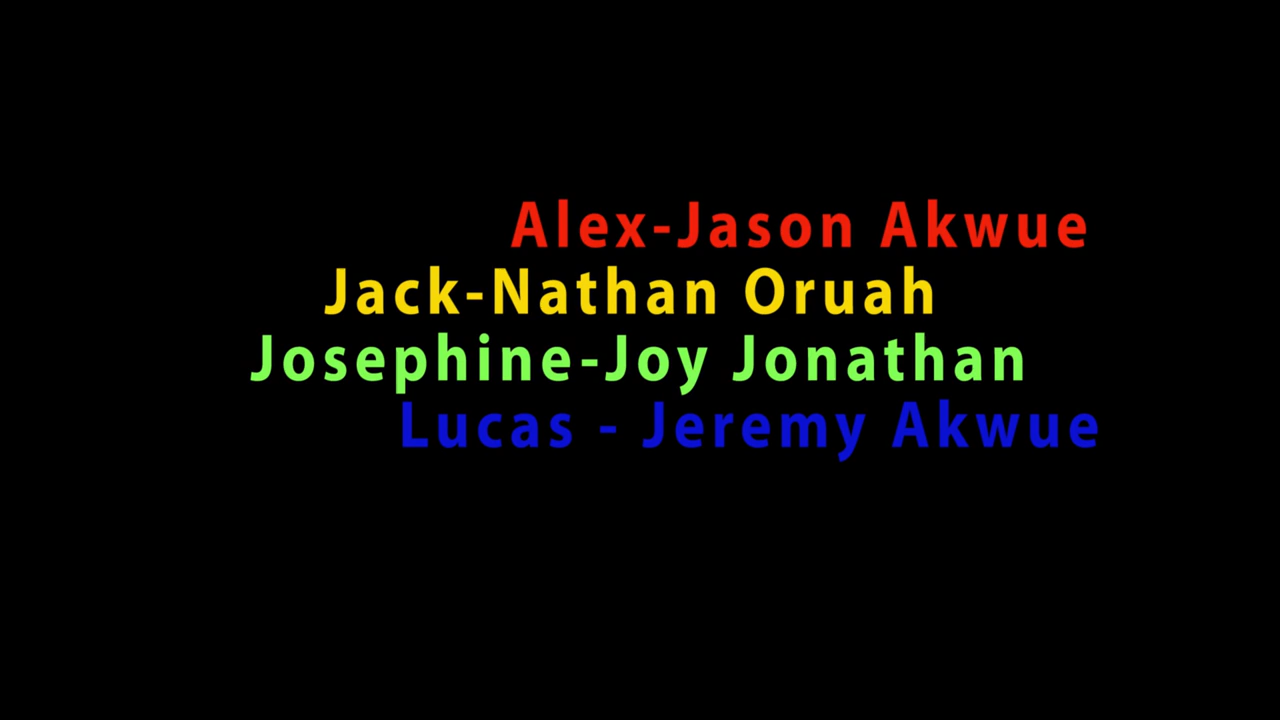 Alex-Jason Akwue
Jack-Nathan Oruah
Josephine-Joy Jonathan
Lucas - Jeremy Akwue